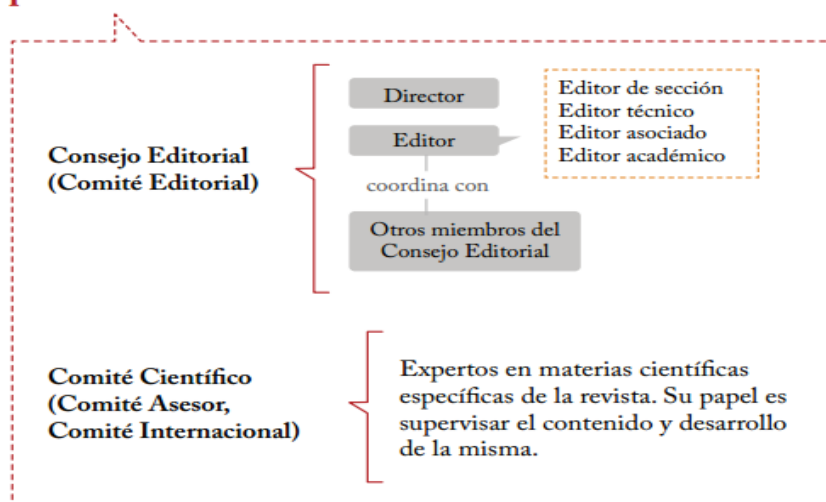 Consejo Editorial
(Comité Editorial)
Director
Editor
coordina con
Otros miembros del
Consejo Editorial
Editor de sección
Editor técnico
Editor asociado
Editor académico
Comité Científico
(Comité Asesor,
Comité Internacional)
Expertos en materias científicas
específicas de la revista. Su papel es
supervisar el contenido y desarrollo
de la misma.